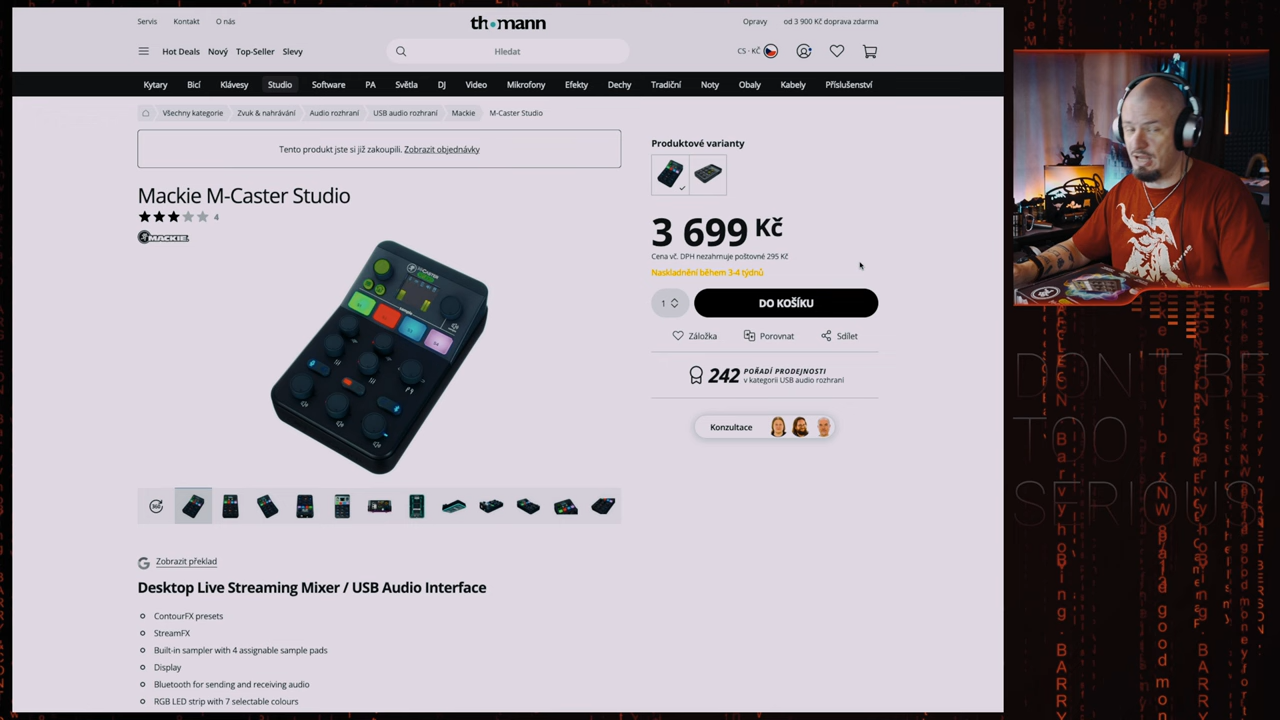 Servis Kontakt O nás
th•mann
Opravy od 3 900 Kč doprava zdarma
Hot Deals Nový Top-Seller Slevy
Hledat
CS · KČ
Kytary Bicí Klávesy Studio Software PA Světla DJ Video Mikrofony Efekty Dechy Tradiční Noty Obaly Kabely Příslušenství
Všechny kategorie Zvuk & nahrávání Audio rozhraní USB audio rozhraní Mackie M-Caster Studio
Tento produkt jste si již zakoupili. Zobrazit objednávky
Mackie M-Caster Studio
4
MACKIE.
Produktové varianty
3 699 Kč
Cena vč. DPH nezahrnuje poštovné 295 Kč
Naskladnění během 3-4 týdnů
1
DO KOŠÍKU
Záložka Porovnat Sdílet
242 POŘADÍ PRODEJNOSTI
v kategorii USB audio rozhraní
Konzultace
360
Zobrazit překlad
Desktop Live Streaming Mixer / USB Audio Interface
ContourFX presets
StreamFX
Built-in sampler with 4 assignable sample pads
Display
Bluetooth for sending and receiving audio
RGB LED strip with 7 selectable colours
DON'T BE
TOO
SERIOUS